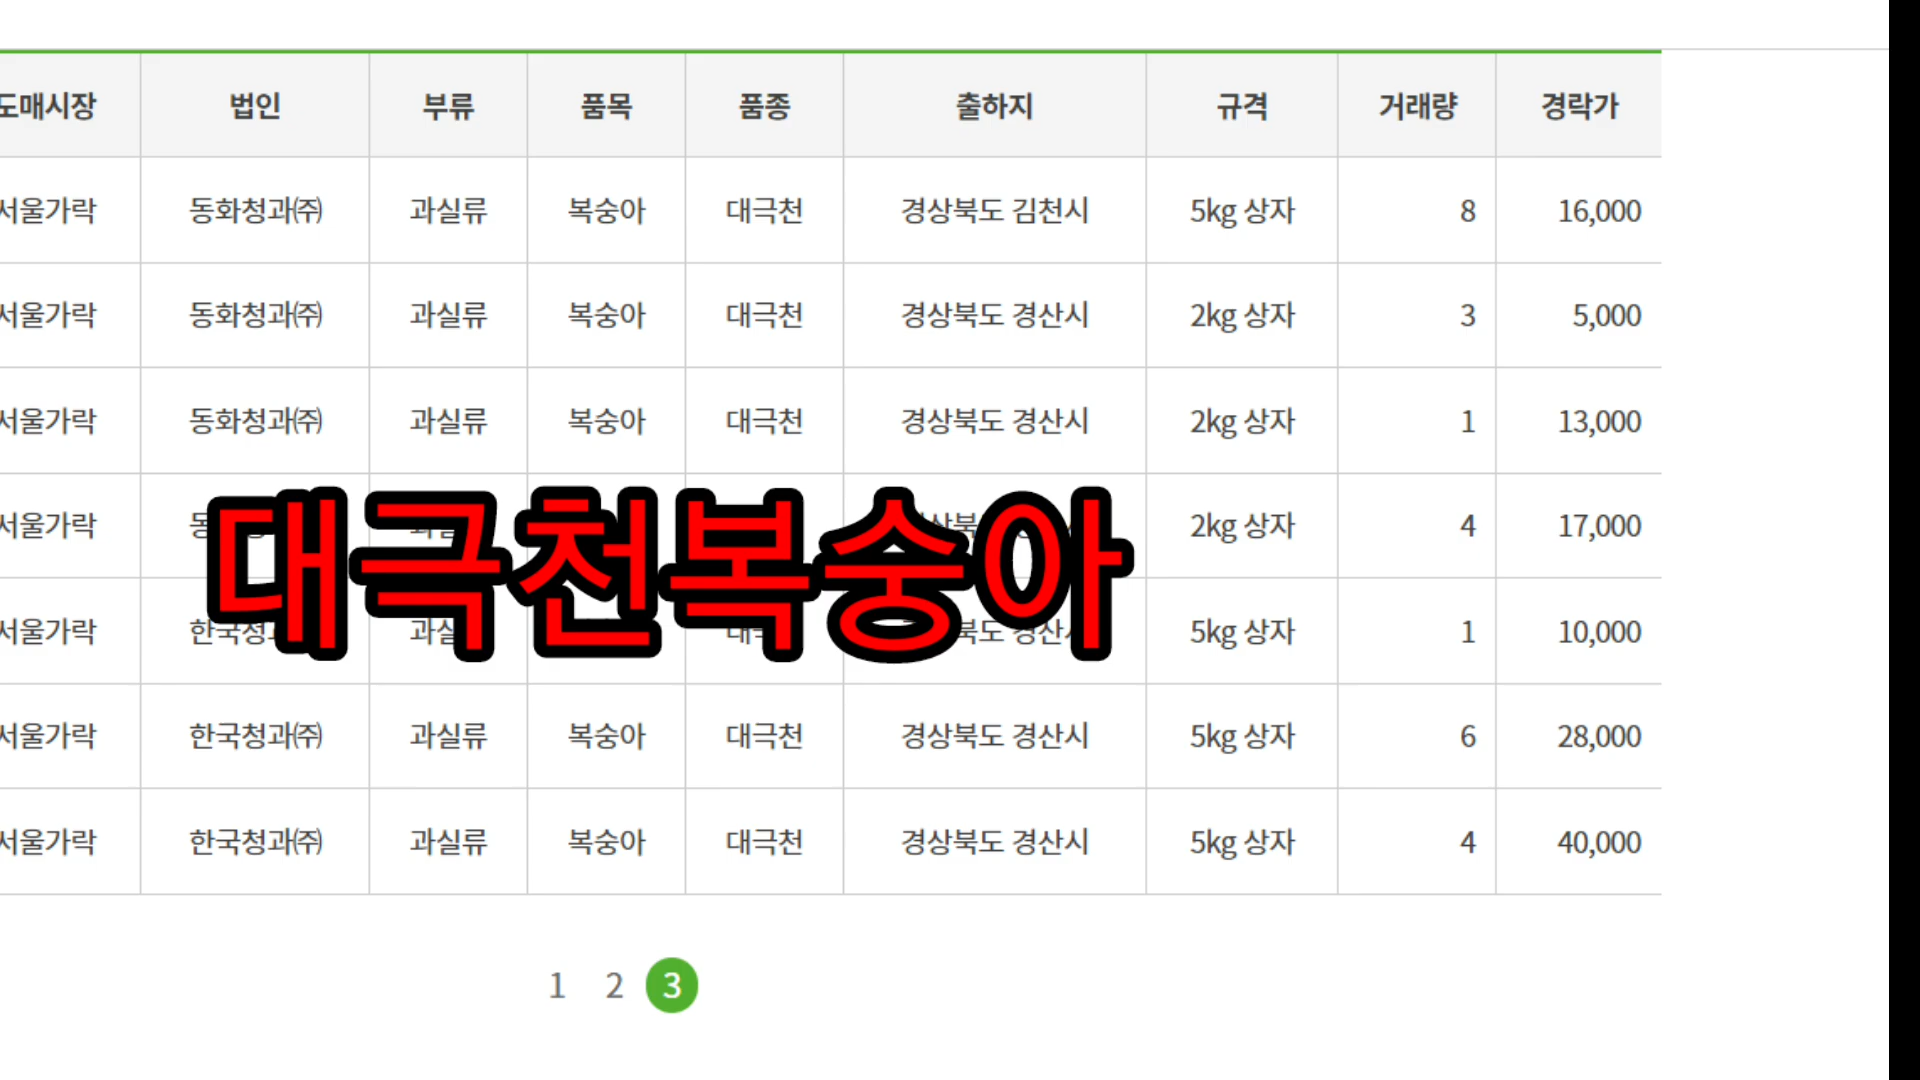 도매시장 법인 부류 품목 품종 출하지 규격 거래량 경락가
서울가락 동화청과㈜ 과실류 복숭아 대극천 경상북도 김천시 5kg 상자 8 16,000
서울가락 동화청과㈜ 과실류 복숭아 대극천 경상북도 경산시 2kg 상자 3 5,000
서울가락 동화청과㈜ 과실류 복숭아 대극천 경상북도 경산시 2kg 상자 1 13,000
서울가락 2kg 상자 4 17,000
대극천복숭아
서울가락 5kg 상자 1 10,000
서울가락 한국청과㈜ 과실류 복숭아 대극천 경상북도 경산시 5kg 상자 6 28,000
서울가락 한국청과㈜ 과실류 복숭아 대극천 경상북도 경산시 5kg 상자 4 40,000
1 2 3